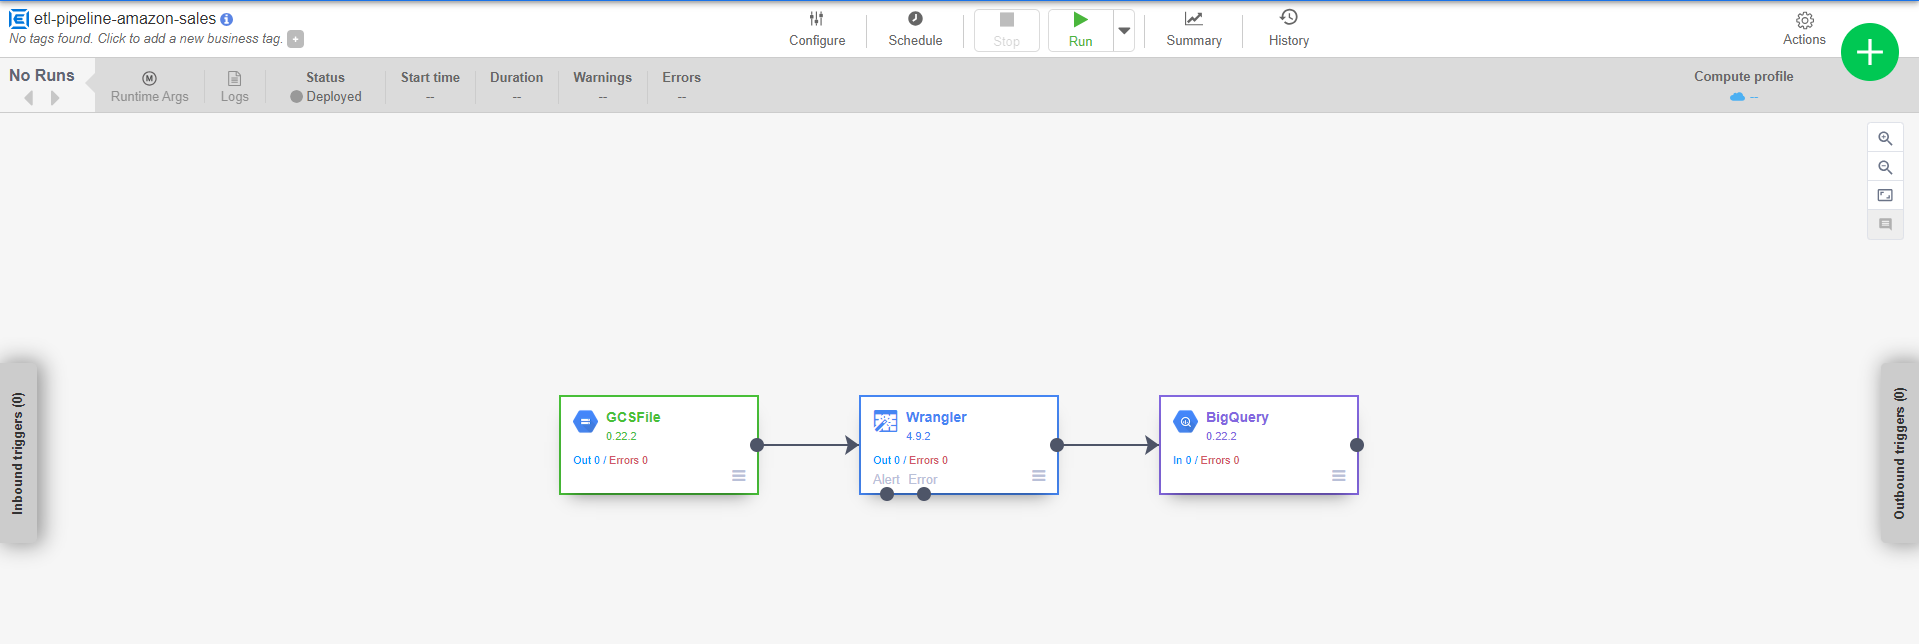 etl-pipeline-amazon-sales
No tags found. Click to add a new business tag. +
Configure
Schedule
Stop
Run
Summary
History
Actions
No Runs
Runtime Args
Logs
Status
Deployed
Start time
--
Duration
--
Warnings
--
Errors
--
Compute profile
--
Inbound triggers (0)
GCSFile
0.22.2
Out 0 / Errors 0
Wrangler
4.9.2
Out 0 / Errors 0
Alert Error
BigQuery
0.22.2
In 0 / Errors 0
Outbound triggers (0)